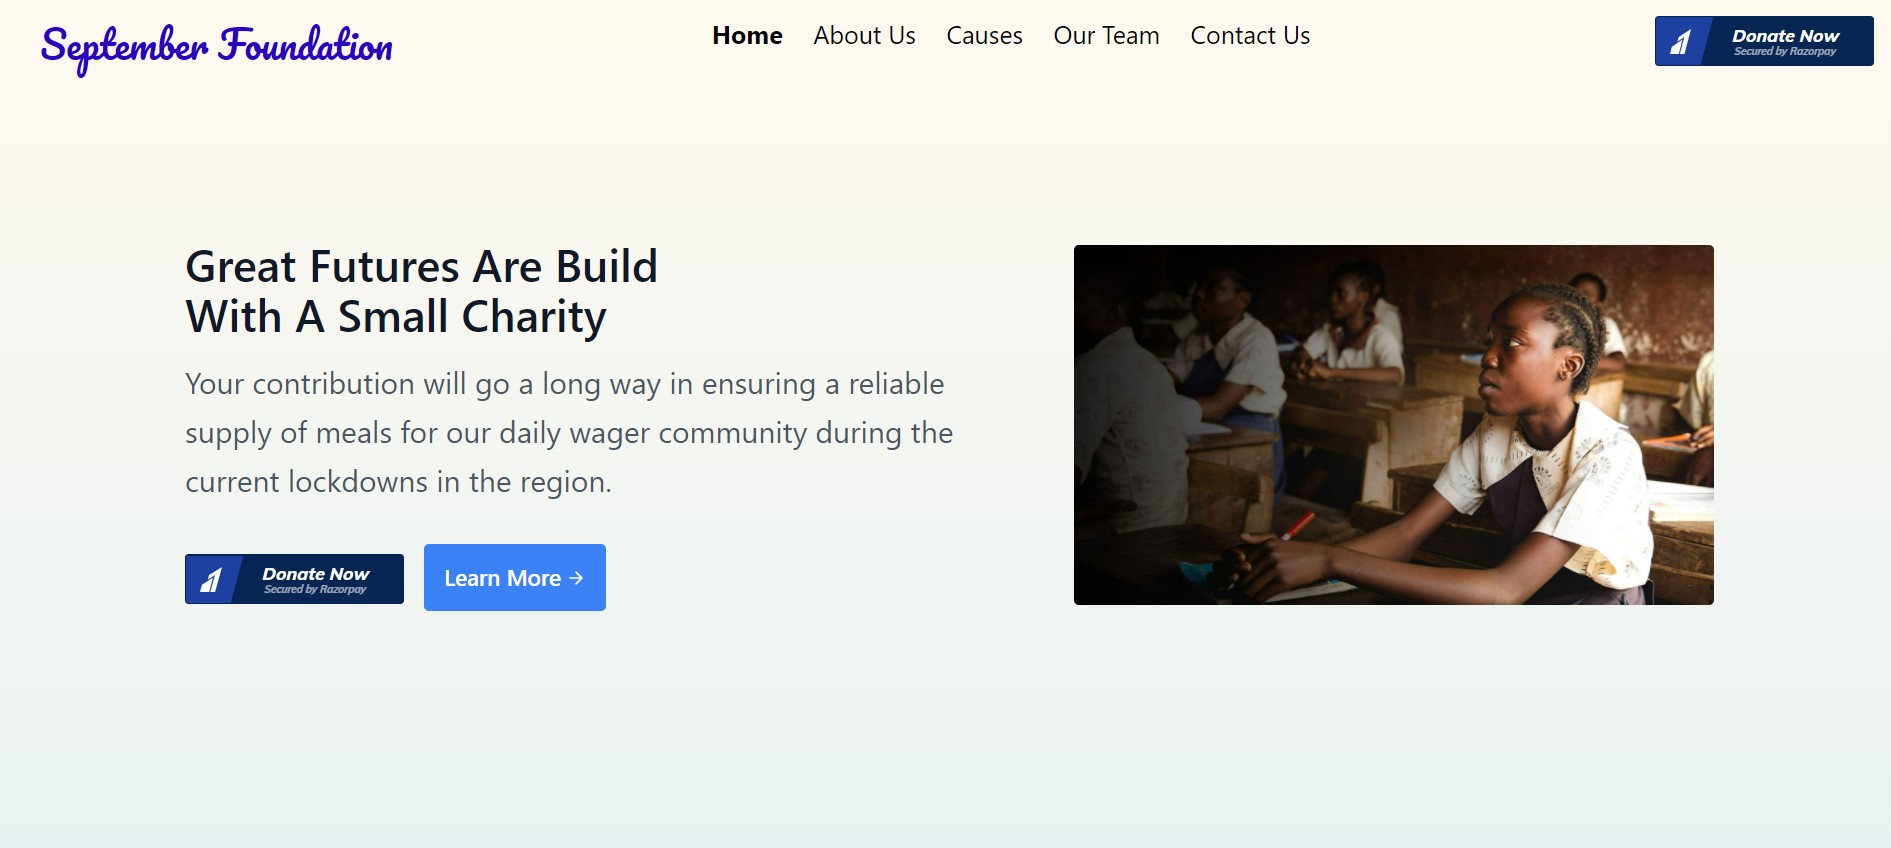 September Foundation
Home About Us Causes Our Team Contact Us
Donate Now
Secured by Razorpay
Great Futures Are Build
With A Small Charity
Your contribution will go a long way in ensuring a reliable
supply of meals for our daily wager community during the
current lockdowns in the region.
Donate Now
Secured by Razorpay
Learn More →